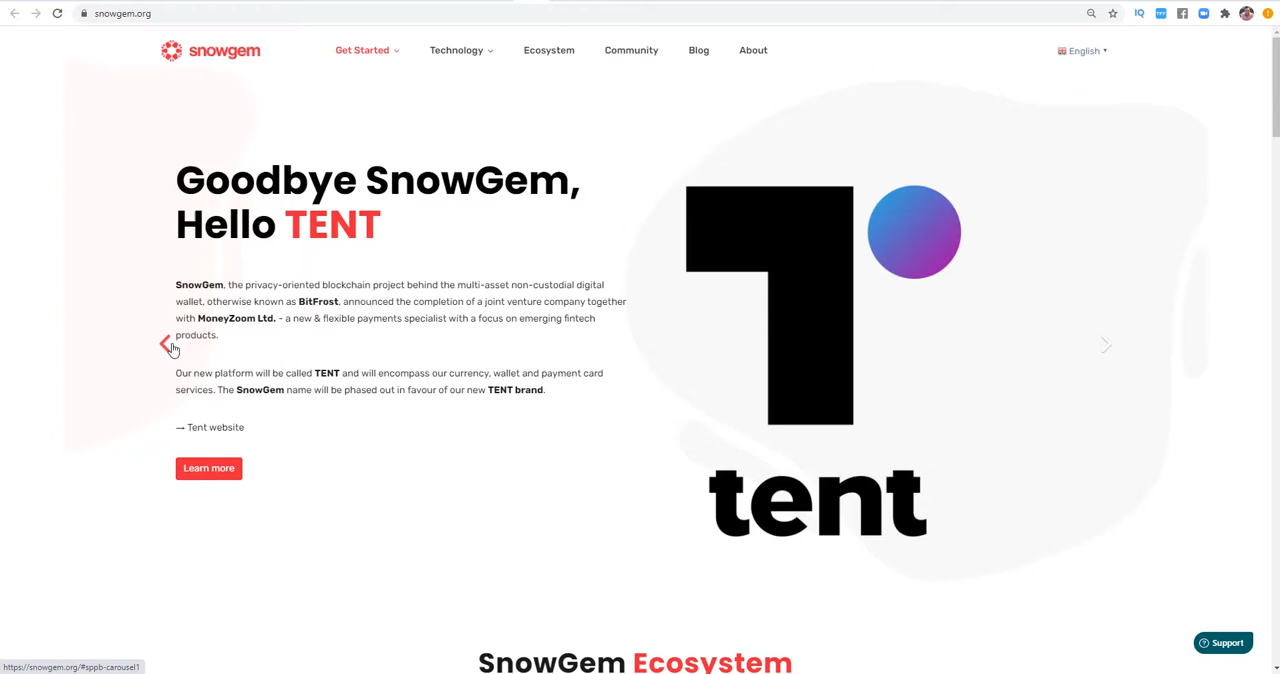 snowgem.org
snowgem
Get Started
Technology
Ecosystem
Community
Blog
About
English
Goodbye SnowGem,
Hello TENT
SnowGem, the privacy-oriented blockchain project behind the multi-asset non-custodial digital
wallet, otherwise known as BitFrost, announced the completion of a joint venture company together
with MoneyZoom Ltd. - a new & flexible payments specialist with a focus on emerging fintech
products.
Our new platform will be called TENT and will encompass our currency, wallet and payment card
services. The SnowGem name will be phased out in favour of our new TENT brand.
→ Tent website
Learn more
tent
Support
SnowGem Ecosystem
https://snowgem.org/#sppb-carousel1